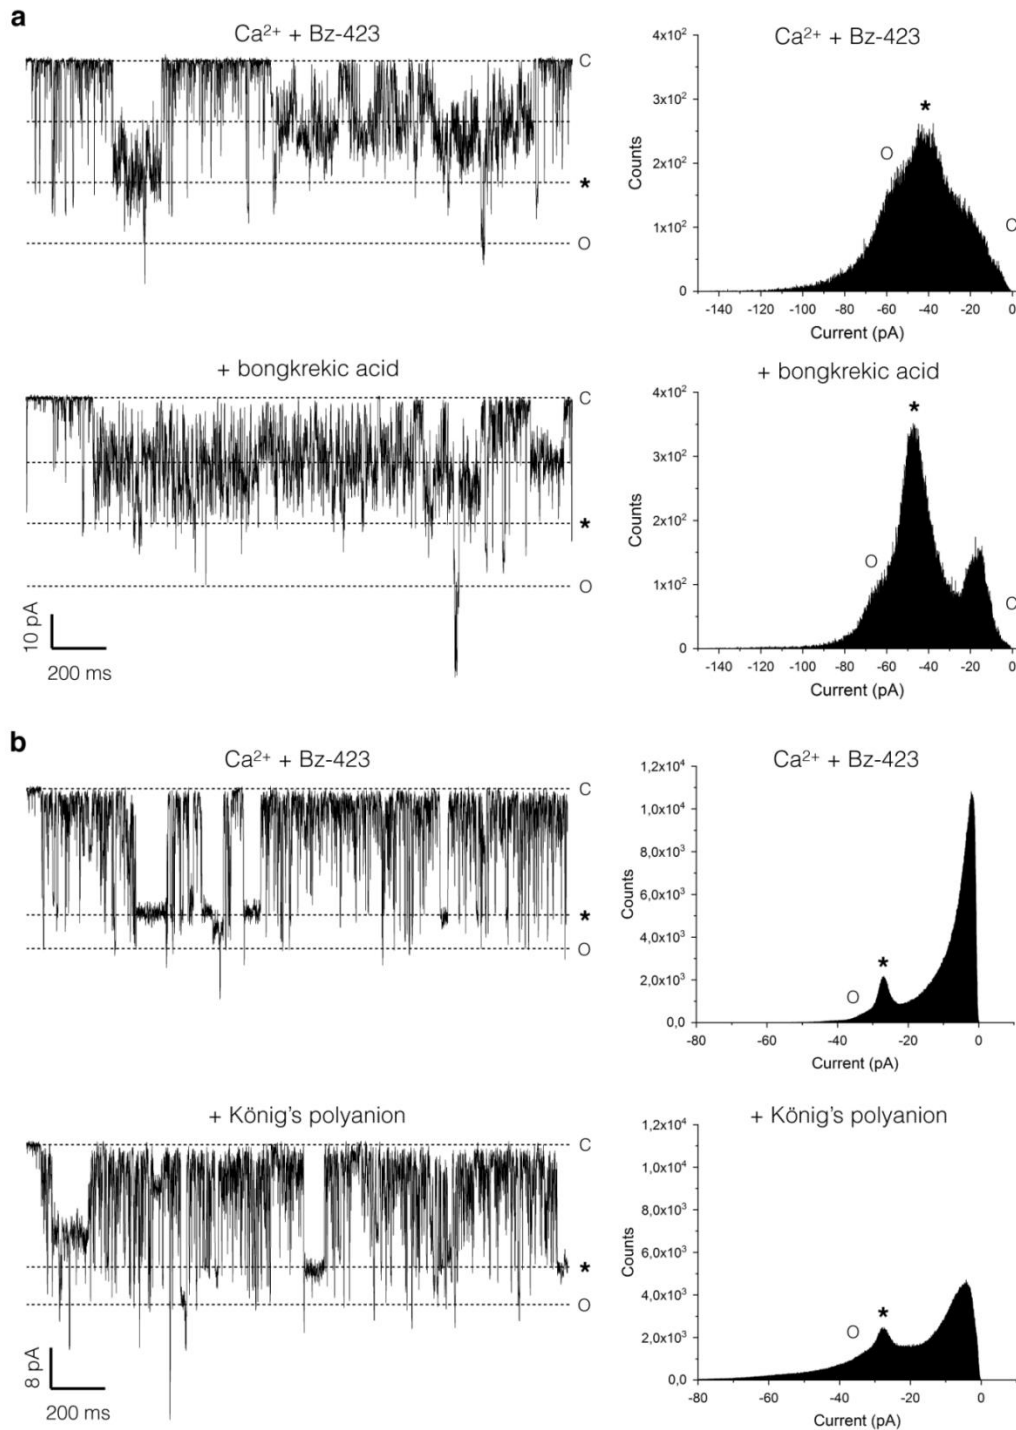 a
Ca²⁺ + Bz-423
C
*
O
Ca²⁺ + Bz-423
4x10²
3x10²
2x10²
1x10²
0
Counts
O
*
C
-140 -120 -100 -80 -60 -40 -20 0
Current (pA)
+ bongkrekic acid
C
*
O
10 pA
200 ms
+ bongkrekic acid
4x10²
3x10²
2x10²
1x10²
0
Counts
O
*
C
-140 -120 -100 -80 -60 -40 -20 0
Current (pA)
b
Ca²⁺ + Bz-423
C
*
O
Ca²⁺ + Bz-423
1,2x10⁴
1,0x10⁴
8,0x10³
6,0x10³
4,0x10³
2,0x10³
0,0
Counts
O
*
-80 -60 -40 -20 0
Current (pA)
+ König's polyanion
C
*
O
8 pA
200 ms
+ König's polyanion
1,2x10⁴
1,0x10⁴
8,0x10³
6,0x10³
4,0x10³
2,0x10³
0,0
Counts
O
*
-80 -60 -40 -20 0
Current (pA)